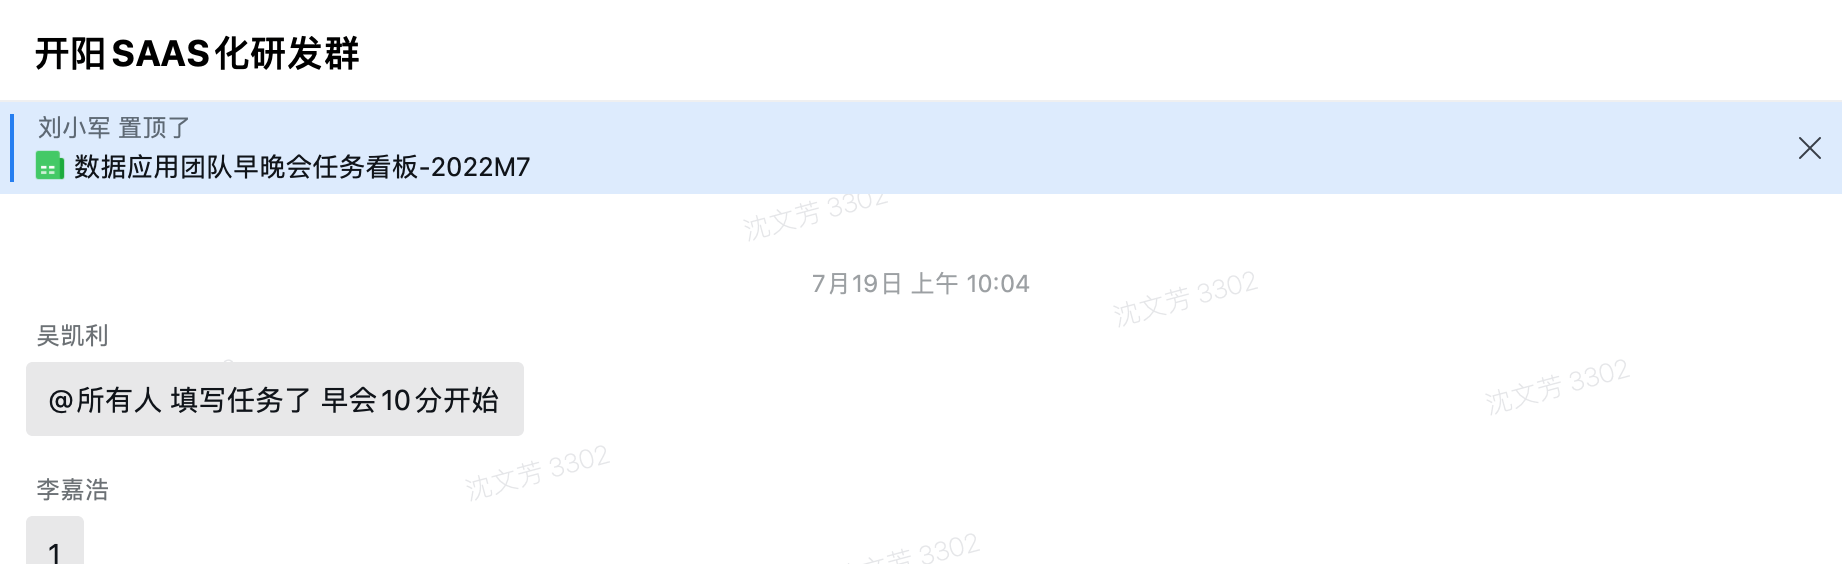 开阳SAAS化研发群
刘小军 置顶了
数据应用团队早晚会任务看板-2022M7
沈文芳 3302
7月19日 上午 10:04
沈文芳 3302
吴凯利
沈文芳 3302
@所有人 填写任务了 早会10分开始
沈文芳 3302
李嘉浩
1
文芳 3302